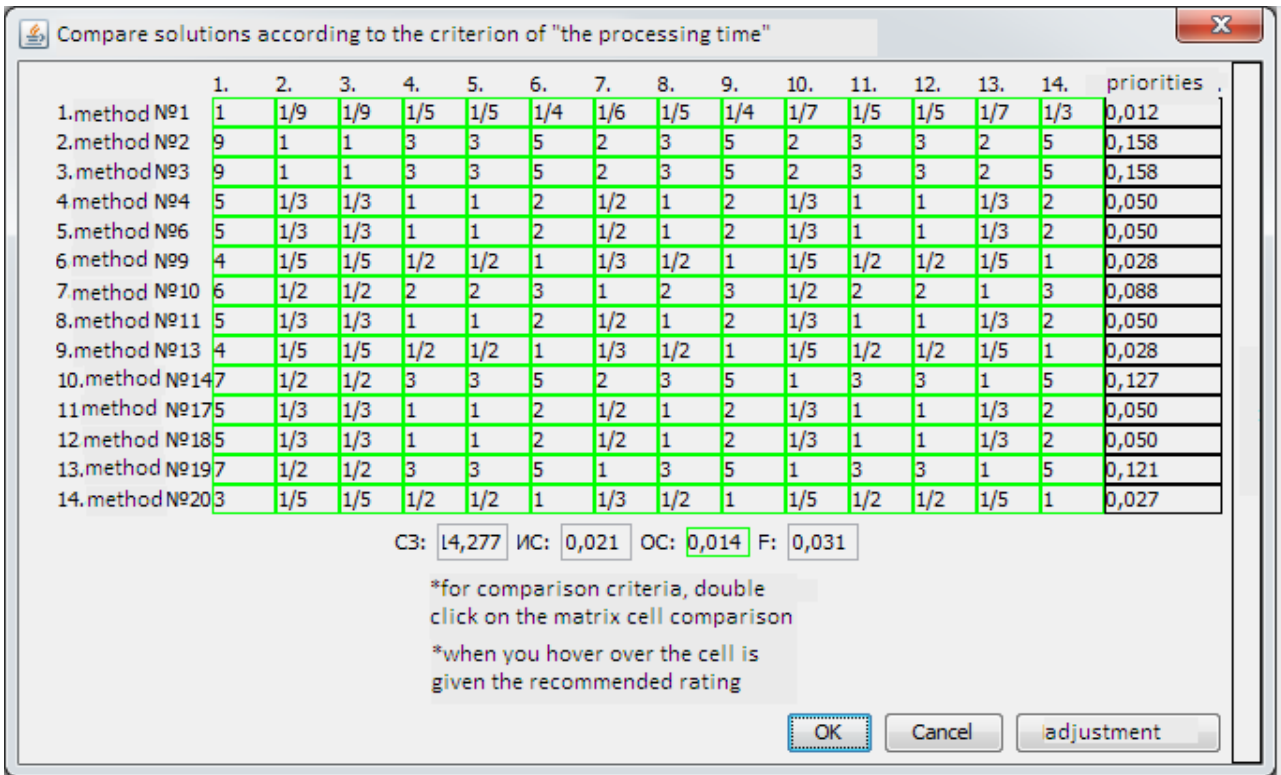 Compare solutions according to the criterion of "the processing time"
1. 2. 3. 4. 5. 6. 7. 8. 9. 10. 11. 12. 13. 14. priorities .
1.method №1 1 1/9 1/9 1/5 1/5 1/4 1/6 1/5 1/4 1/7 1/5 1/5 1/7 1/3 0,012
2.method №2 9 1 1 3 3 5 2 3 5 2 3 3 2 5 0,158
3.method №3 9 1 1 3 3 5 2 3 5 2 3 3 2 5 0,158
4 method №4 5 1/3 1/3 1 1 2 1/2 1 2 1/3 1 1 1/3 2 0,050
5.method №6 5 1/3 1/3 1 1 2 1/2 1 2 1/3 1 1 1/3 2 0,050
6 method №9 4 1/5 1/5 1/2 1/2 1 1/3 1/2 1 1/5 1/2 1/2 1/5 1 0,028
7 method №10 6 1/2 1/2 2 2 3 1 2 3 1/2 2 2 1 3 0,088
8.method №11 5 1/3 1/3 1 1 2 1/2 1 2 1/3 1 1 1/3 2 0,050
9.method №13 4 1/5 1/5 1/2 1/2 1 1/3 1/2 1 1/5 1/2 1/2 1/5 1 0,028
10.method №14 7 1/2 1/2 3 3 5 2 3 5 1 3 3 1 5 0,127
11method №17 5 1/3 1/3 1 1 2 1/2 1 2 1/3 1 1 1/3 2 0,050
12 method №18 5 1/3 1/3 1 1 2 1/2 1 2 1/3 1 1 1/3 2 0,050
13.method №19 7 1/2 1/2 3 3 5 1 3 5 1 3 3 1 5 0,121
14.method №20 3 1/5 1/5 1/2 1/2 1 1/3 1/2 1 1/5 1/2 1/2 1/5 1 0,027
СЗ: 14,277 ИС: 0,021 ОС: 0,014 F: 0,031
*for comparison criteria, double
click on the matrix cell comparison
*when you hover over the cell is
given the recommended rating
OK Cancel adjustment